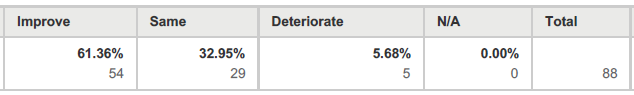 Improve Same Deteriorate N/A Total
61.36% 32.95% 5.68% 0.00%
54 29 5 0 88